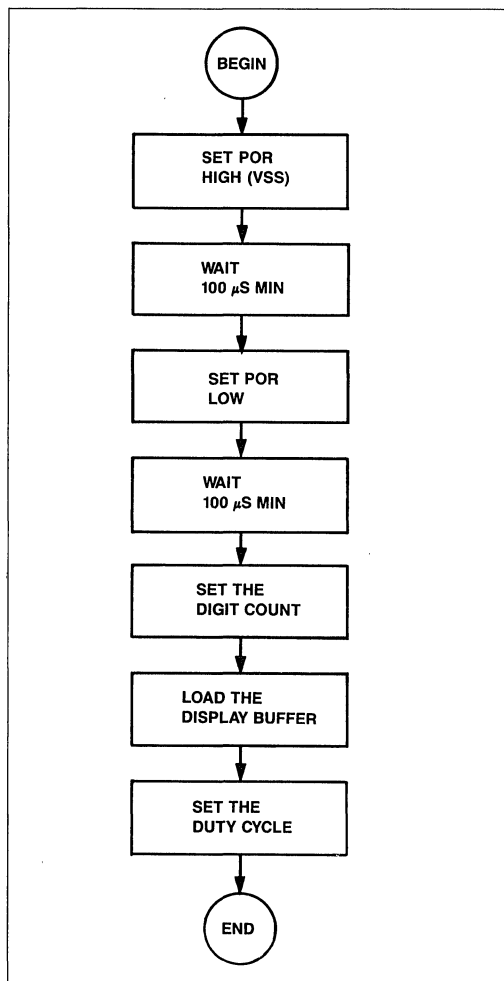 BEGIN
SET POR
HIGH (VSS)
WAIT
100 μS MIN
SET POR
LOW
WAIT
100 μS MIN
SET THE
DIGIT COUNT
LOAD THE
DISPLAY BUFFER
SET THE
DUTY CYCLE
END